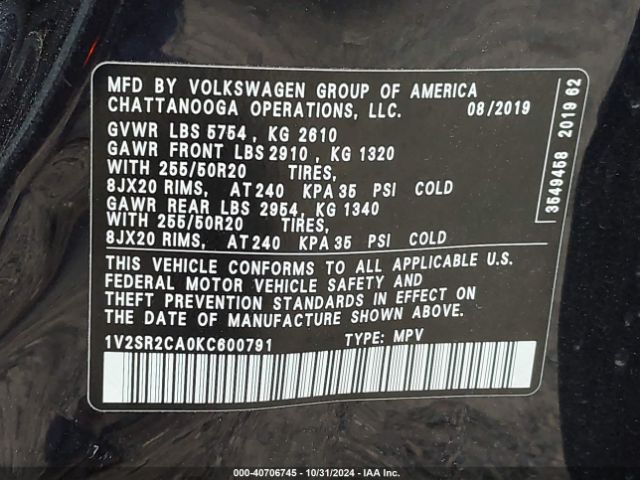 MFD BY VOLKSWAGEN GROUP OF AMERICA
CHATTANOOGA OPERATIONS, LLC. 08/2019
GVWR LBS 5754 , KG 2610
GAWR FRONT LBS 2910 , KG 1320
WITH 255/50R20 TIRES,
8JX20 RIMS, AT 240 KPA 35 PSI COLD
GAWR REAR LBS 2954, KG 1340
WITH 255/50R20 TIRES,
8JX20 RIMS, AT 240 KPA 35 PSI COLD
THIS VEHICLE CONFORMS TO ALL APPLICABLE U.S.
FEDERAL MOTOR VEHICLE SAFETY AND
THEFT PREVENTION STANDARDS IN EFFECT ON
THE DATE OF MANUFACTURE SHOWN ABOVE.
1V2SR2CA0KC600791 TYPE: MPV
3549458 2019 62
000-40706745 - 10/31/2024 - IAA Inc.